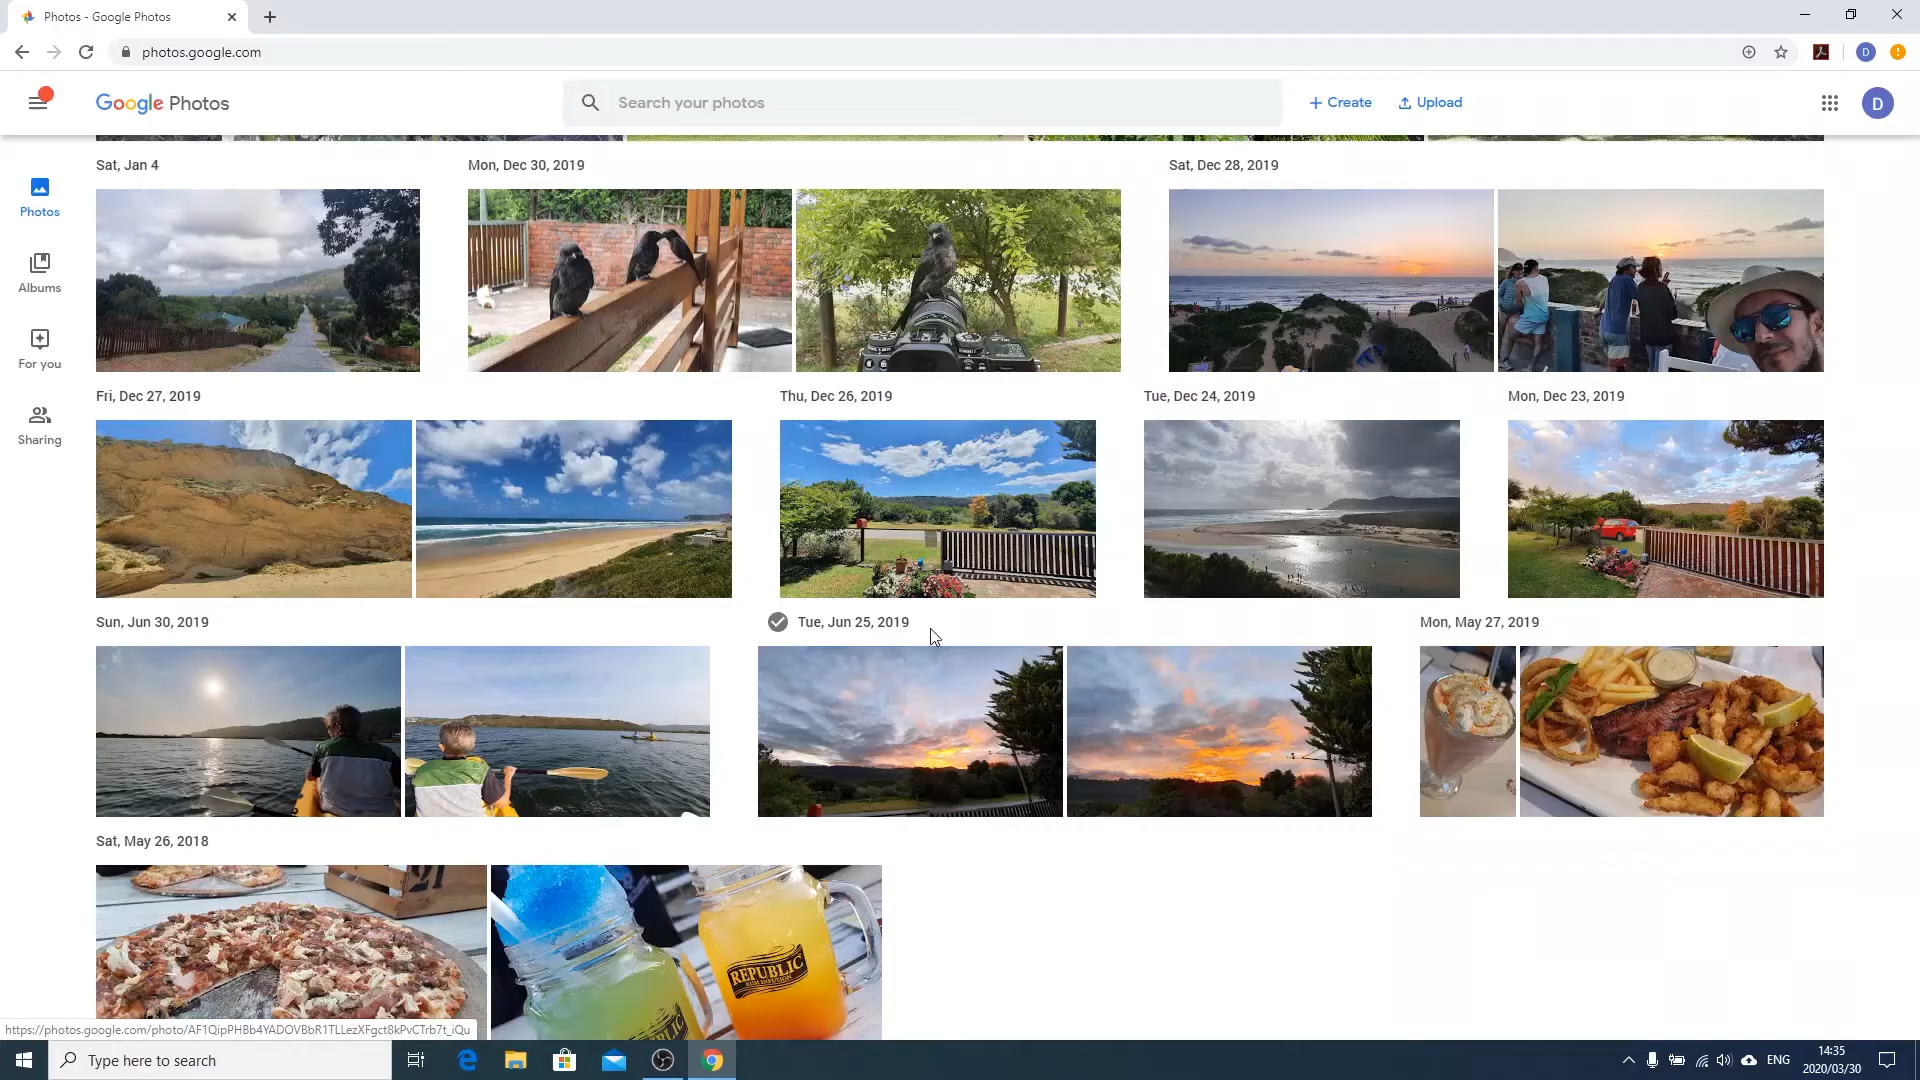 Photos - Google Photos
photos.google.com
D
Google Photos
Search your photos
Create
Upload
D
Sat, Jan 4
Mon, Dec 30, 2019
Sat, Dec 28, 2019
Photos
Albums
For you
Sharing
Fri, Dec 27, 2019
Thu, Dec 26, 2019
Tue, Dec 24, 2019
Mon, Dec 23, 2019
Sun, Jun 30, 2019
Tue, Jun 25, 2019
Mon, May 27, 2019
Sat, May 26, 2018
21
REPUBLIC
RUM INFUSION
https://photos.google.com/photo/AF1QipPHBb4YADOVBbR1TLLezXFgct8kPvCTrb7t_iQu
Type here to search
ENG
14:35
2020/03/30